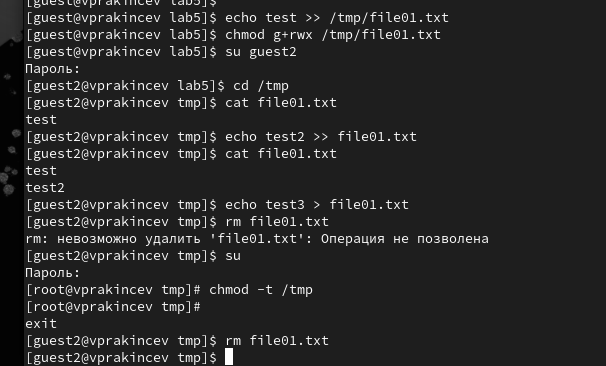 [guest@vprakincev lab5]$
[guest@vprakincev lab5]$ echo test >> /tmp/file01.txt
[guest@vprakincev lab5]$ chmod g+rwx /tmp/file01.txt
[guest@vprakincev lab5]$ su guest2
Пароль:
[guest2@vprakincev lab5]$ cd /tmp
[guest2@vprakincev tmp]$ cat file01.txt
test
[guest2@vprakincev tmp]$ echo test2 >> file01.txt
[guest2@vprakincev tmp]$ cat file01.txt
test
test2
[guest2@vprakincev tmp]$ echo test3 > file01.txt
[guest2@vprakincev tmp]$ rm file01.txt
rm: невозможно удалить 'file01.txt': Операция не позволена
[guest2@vprakincev tmp]$ su
Пароль:
[root@vprakincev tmp]# chmod -t /tmp
[root@vprakincev tmp]#
exit
[guest2@vprakincev tmp]$ rm file01.txt
[guest2@vprakincev tmp]$